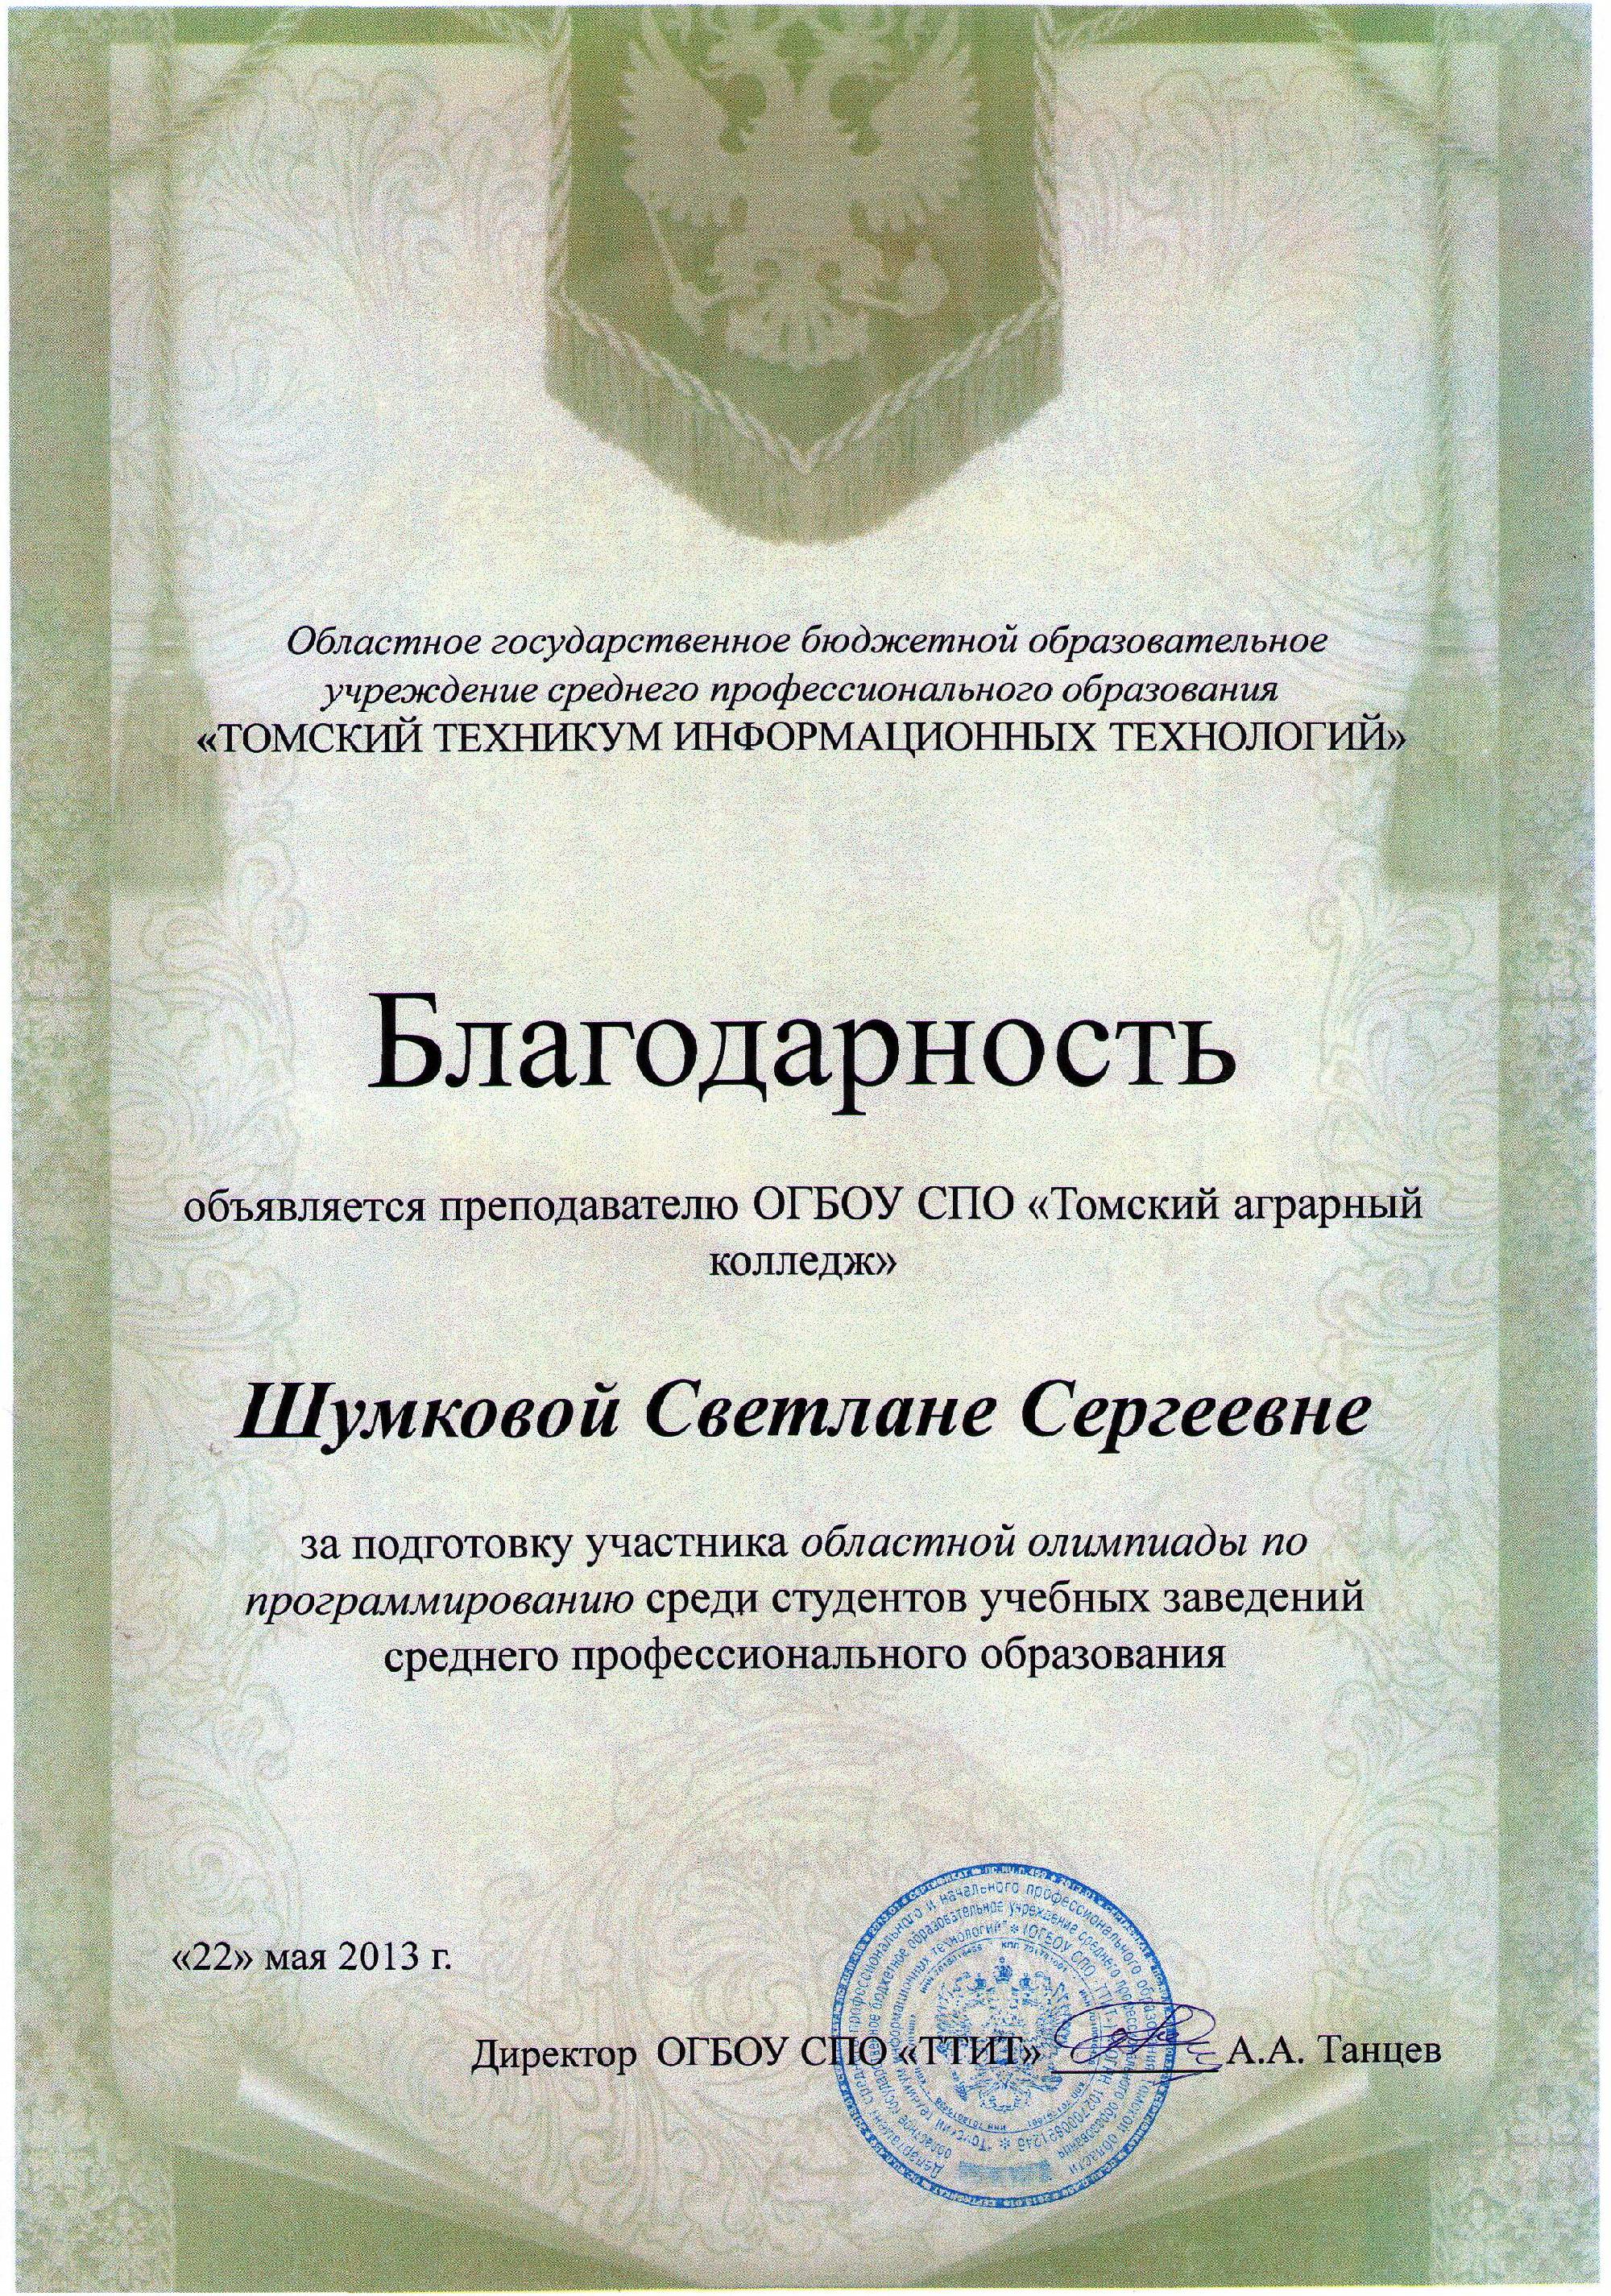 Областное государственное бюджетной образовательное
учреждение среднего профессионального образования
«ТОМСКИЙ ТЕХНИКУМ ИНФОРМАЦИОННЫХ ТЕХНОЛОГИЙ»
Благодарность
объявляется преподавателю ОГБОУ СПО «Томский аграрный
колледж»
Шумковой Светлане Сергеевне
за подготовку участника областной олимпиады по
программированию среди студентов учебных заведений
среднего профессионального образования
«22» мая 2013 г.
Директор ОГБОУ СПО «ТТИТ» А.А. Танцев